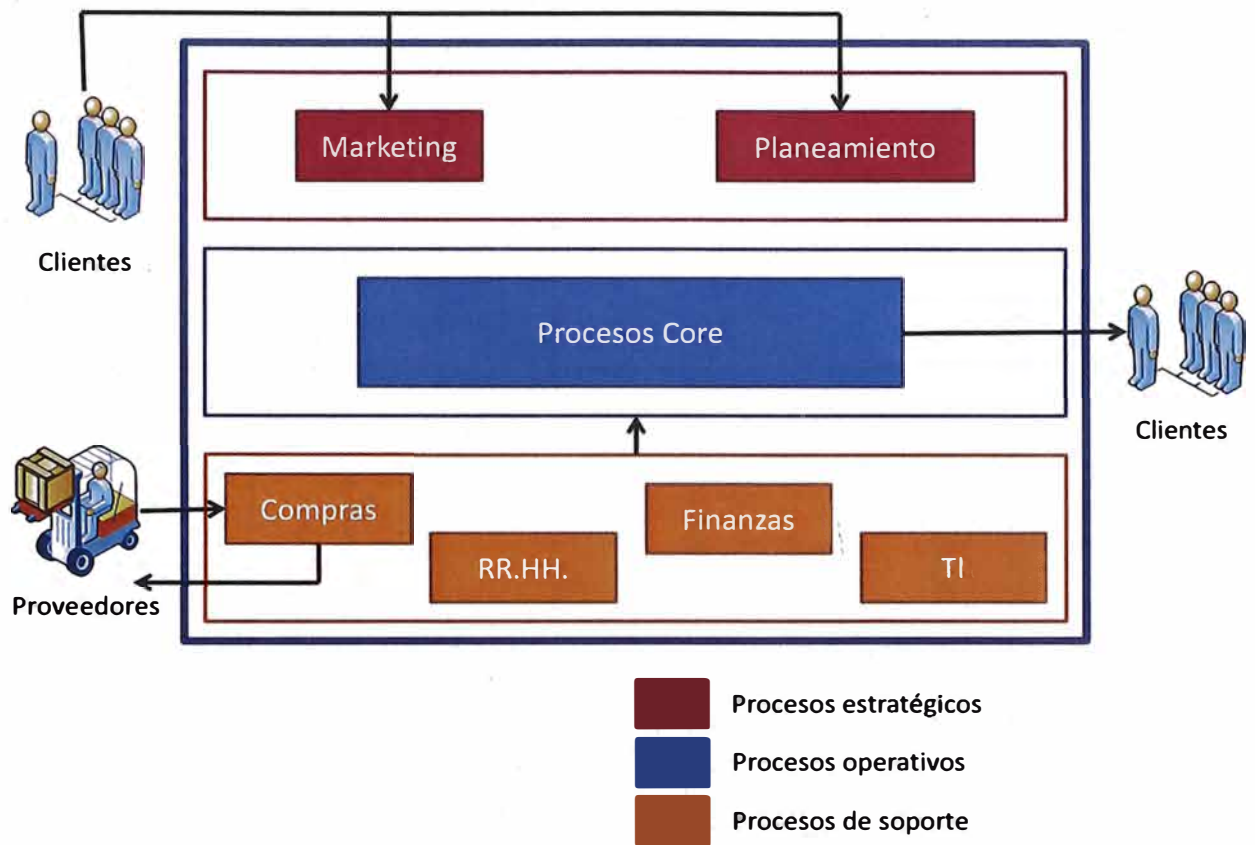 Marketing
Planeamiento
Clientes
Procesos Core
Clientes
Compras
Finanzas
RR.HH.
TI
Proveedores
Procesos estratégicos
Procesos operativos
Procesos de soporte